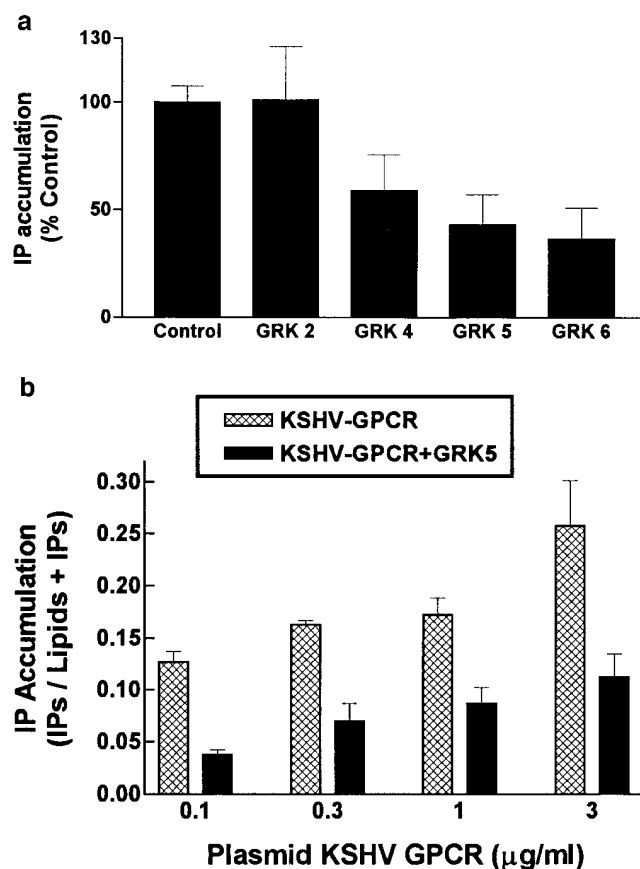 a
IP accumulation
(% Control)
130
100
50
0
Control GRK 2 GRK 4 GRK 5 GRK 6
b
KSHV-GPCR
KSHV-GPCR+GRK5
IP Accumulation
(IPs / Lipids + IPs)
0.30
0.25
0.20
0.15
0.10
0.05
0.00
0.1 0.3 1 3
Plasmid KSHV GPCR (μg/ml)